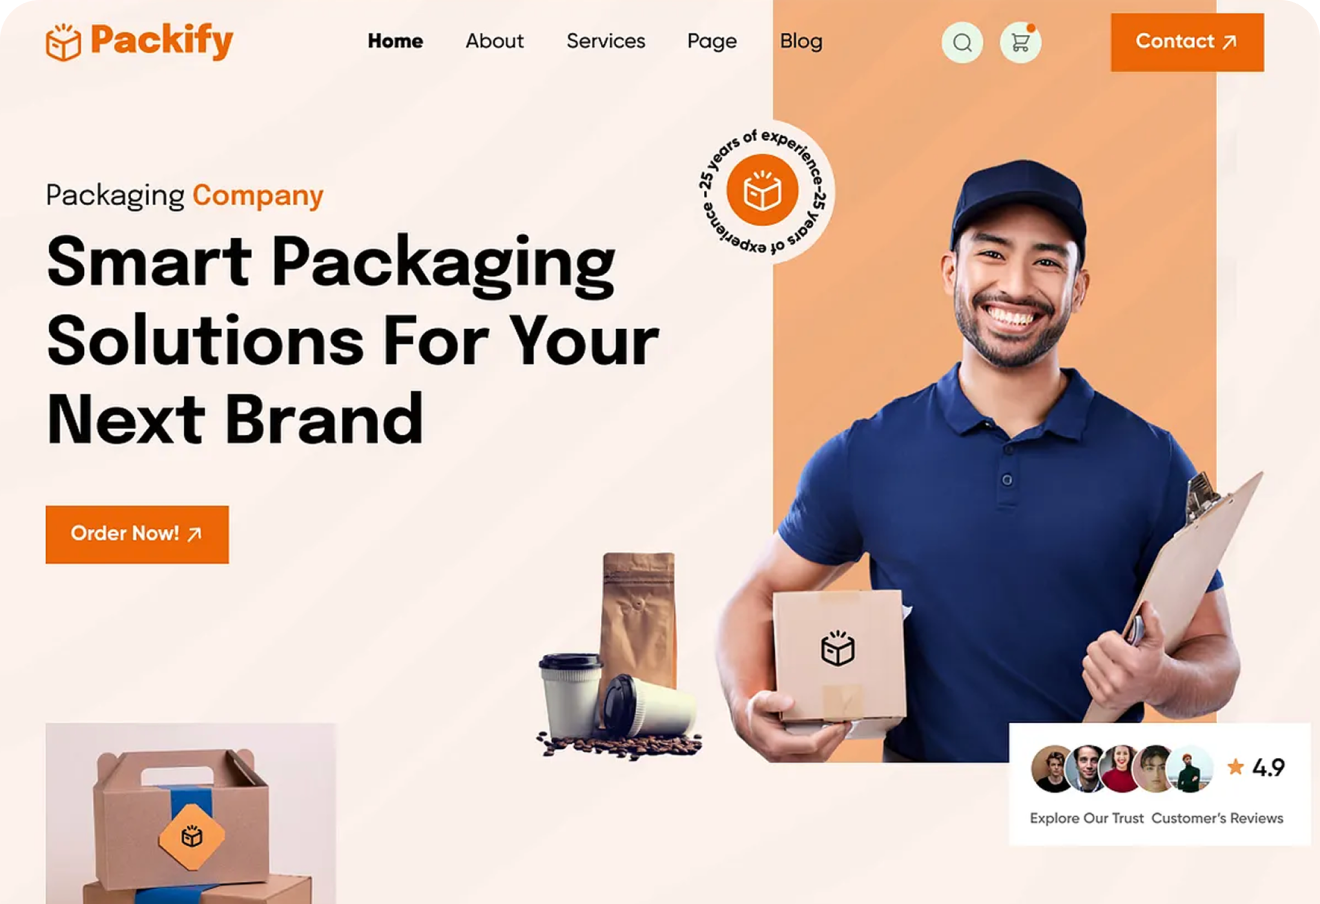 Packify
Home About Services Page Blog
Contact
-25 years of experience-25 years of experience
Packaging Company
Smart Packaging
Solutions For Your
Next Brand
Order Now!
4.9
Explore Our Trust Customer's Reviews